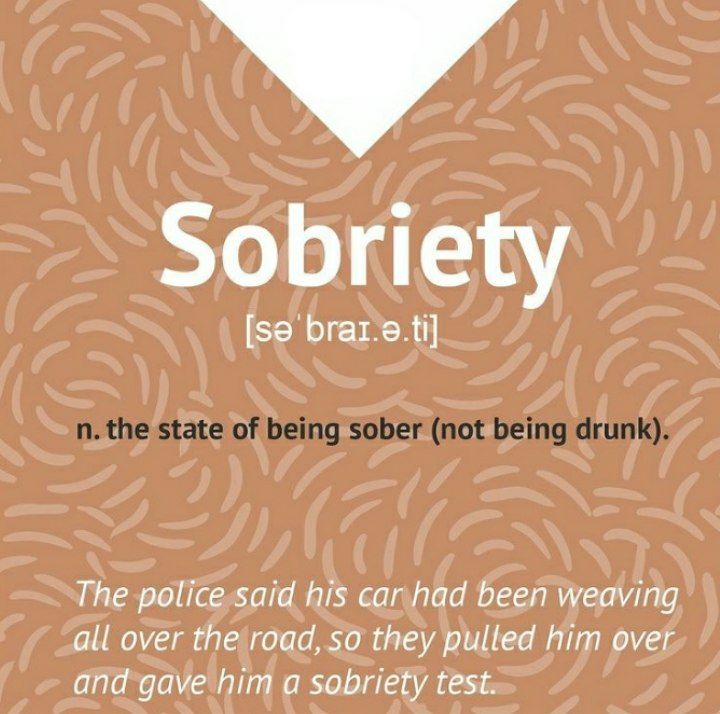 Sobriety
[səˈbraɪ.ə.ti]
n. the state of being sober (not being drunk).
The police said his car had been weaving
all over the road, so they pulled him over
and gave him a sobriety test.